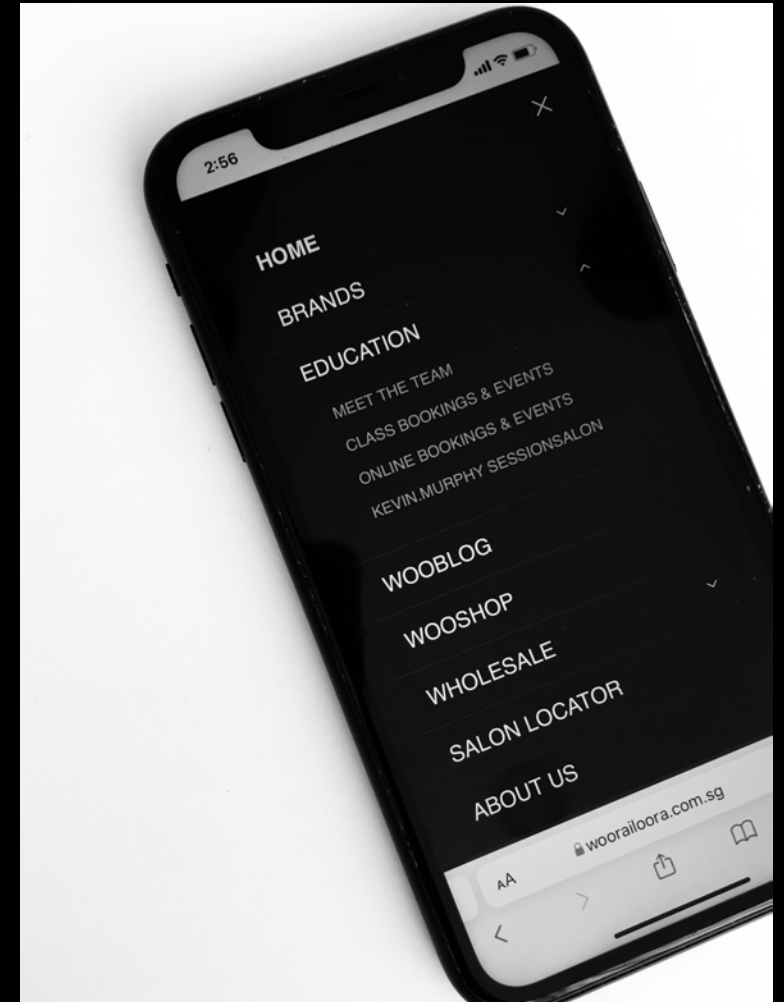 2:56
HOME
BRANDS
EDUCATION
MEET THE TEAM
CLASS BOOKINGS & EVENTS
ONLINE BOOKINGS & EVENTS
KEVIN.MURPHY SESSIONSALON
WOOBLOG
WOOSHOP
WHOLESALE
SALON LOCATOR
ABOUT US
AA woorailoora.com.sg